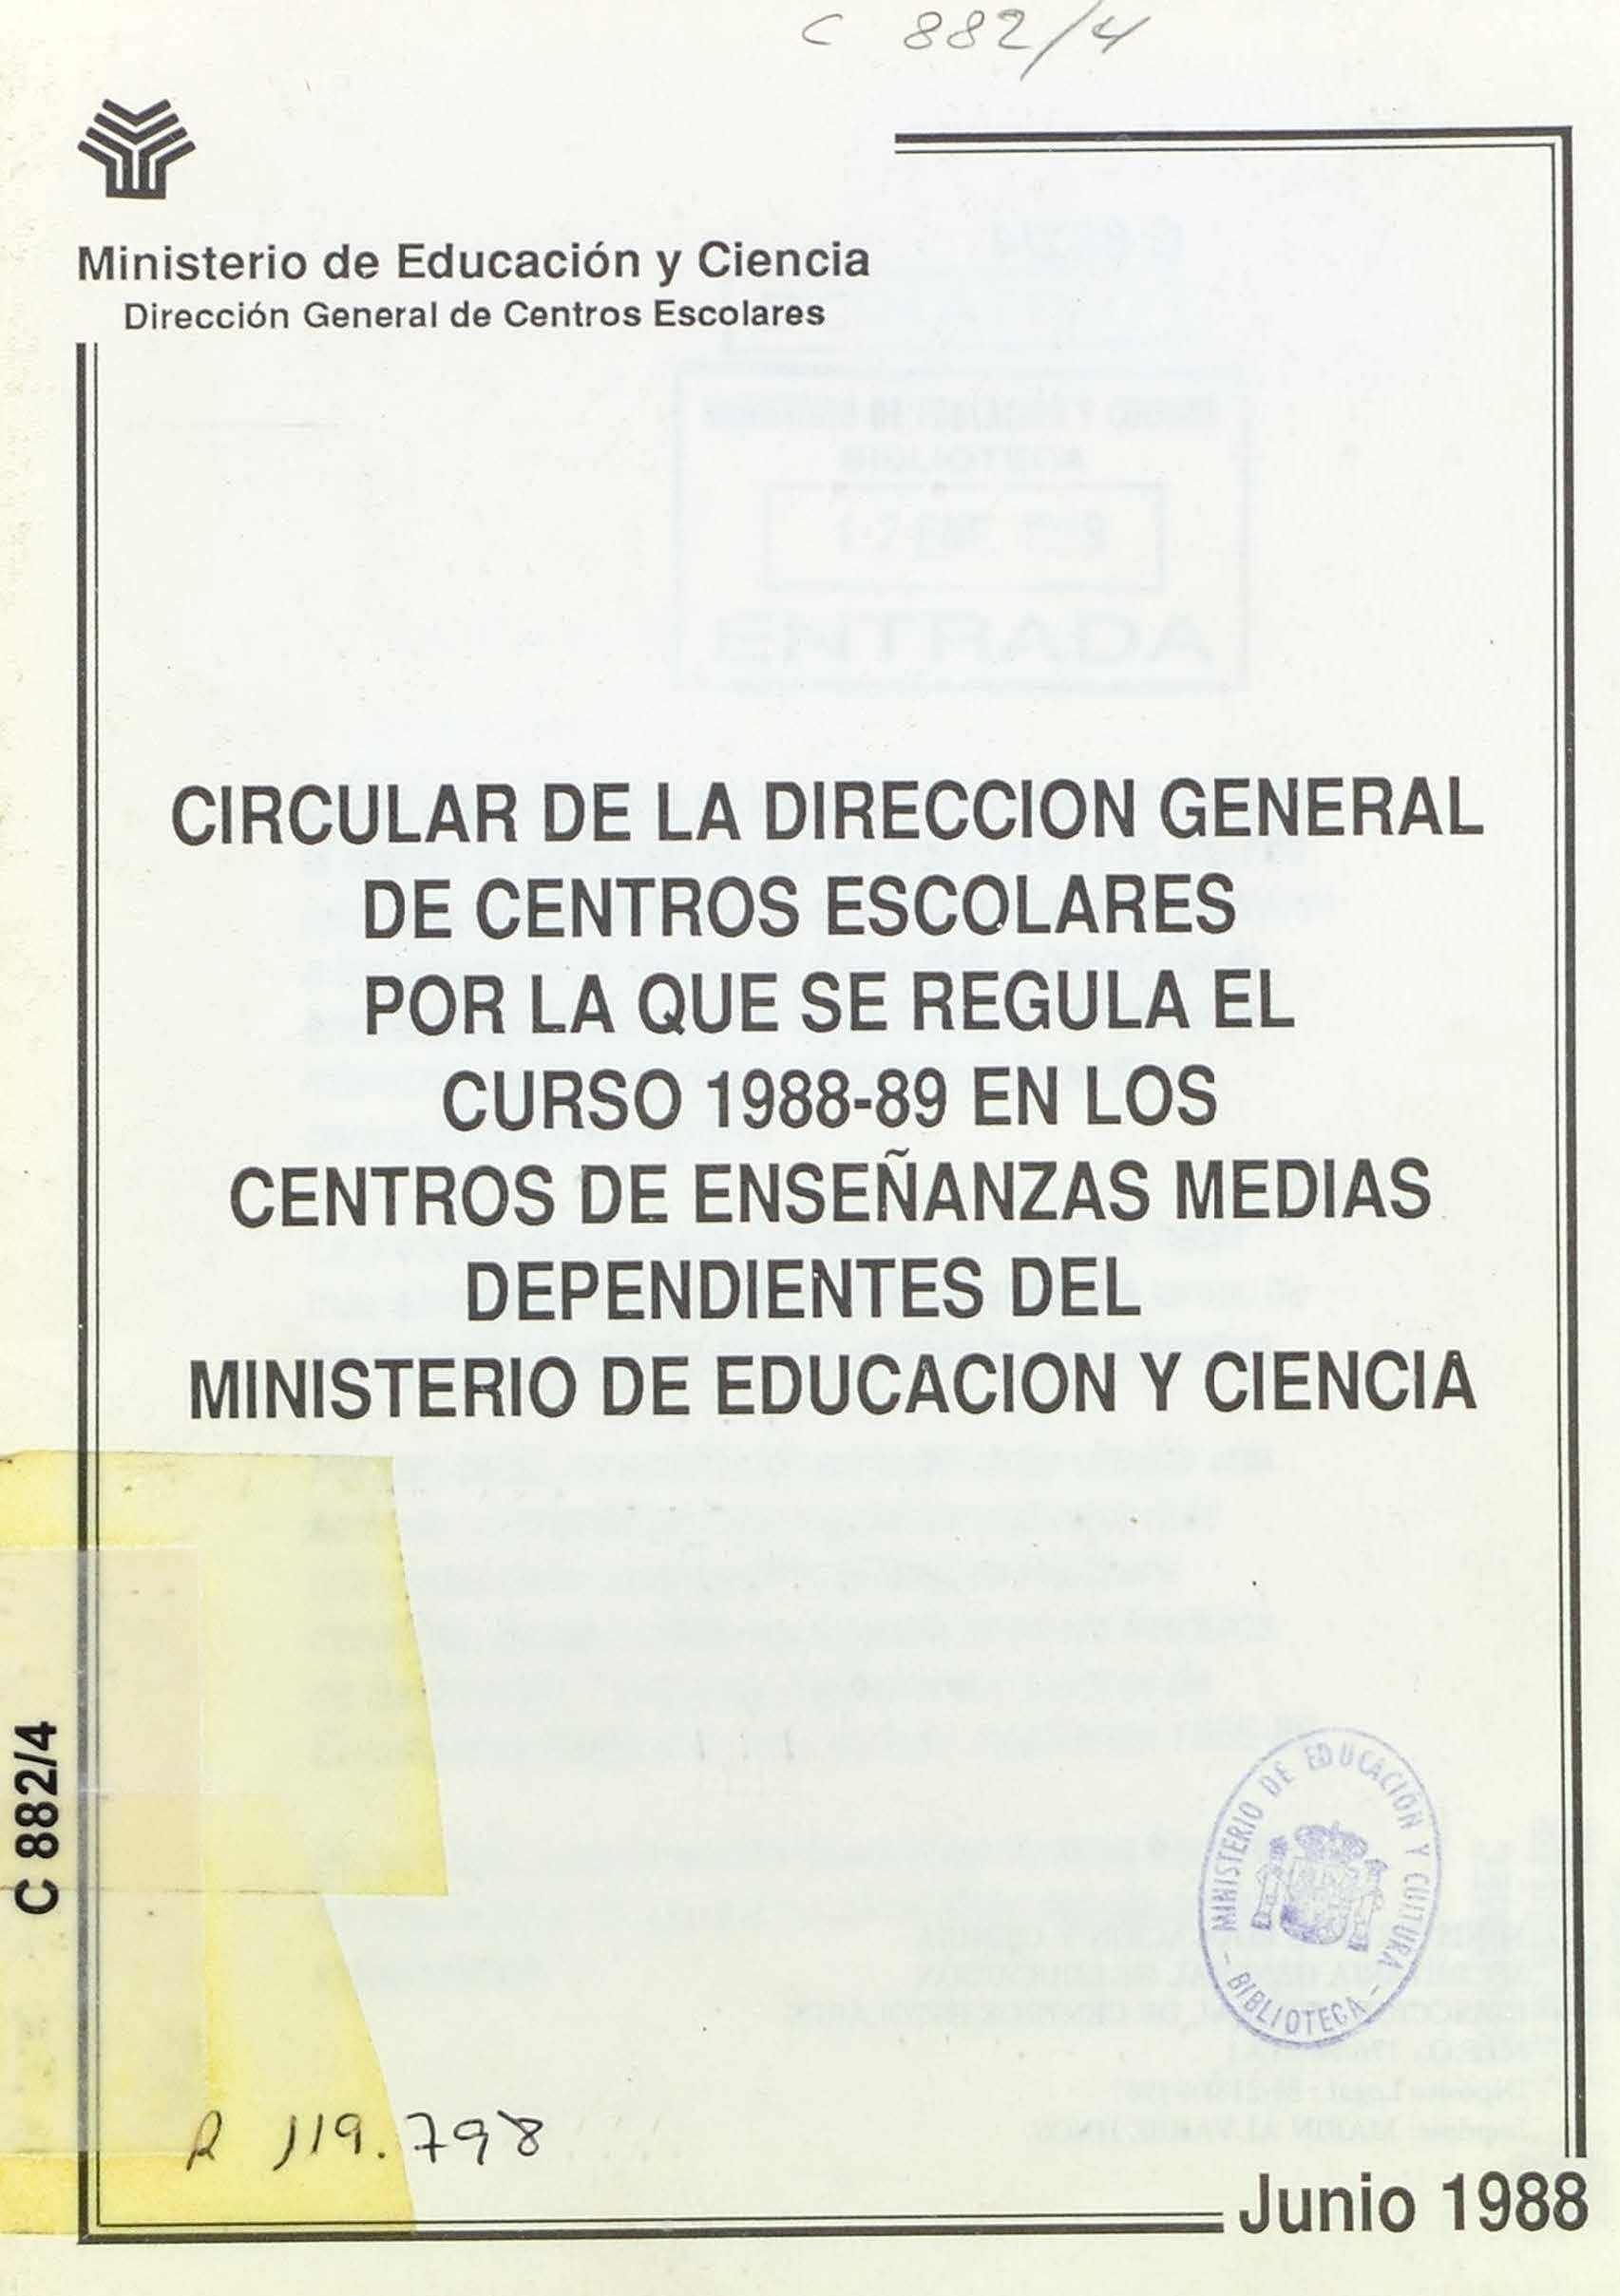 C 882/4
Ministerio de Educación y Ciencia
Dirección General de Centros Escolares
CIRCULAR DE LA DIRECCION GENERAL
DE CENTROS ESCOLARES
POR LA QUE SE REGULA EL
CURSO 1988-89 EN LOS
CENTROS DE ENSEÑANZAS MEDIAS
DEPENDIENTES DEL
MINISTERIO DE EDUCACION Y CIENCIA
C 882/4
MINISTERIO DE EDUCACIÓN Y CULTURA
- BIBLIOTECA -
R 119.798
Junio 1988